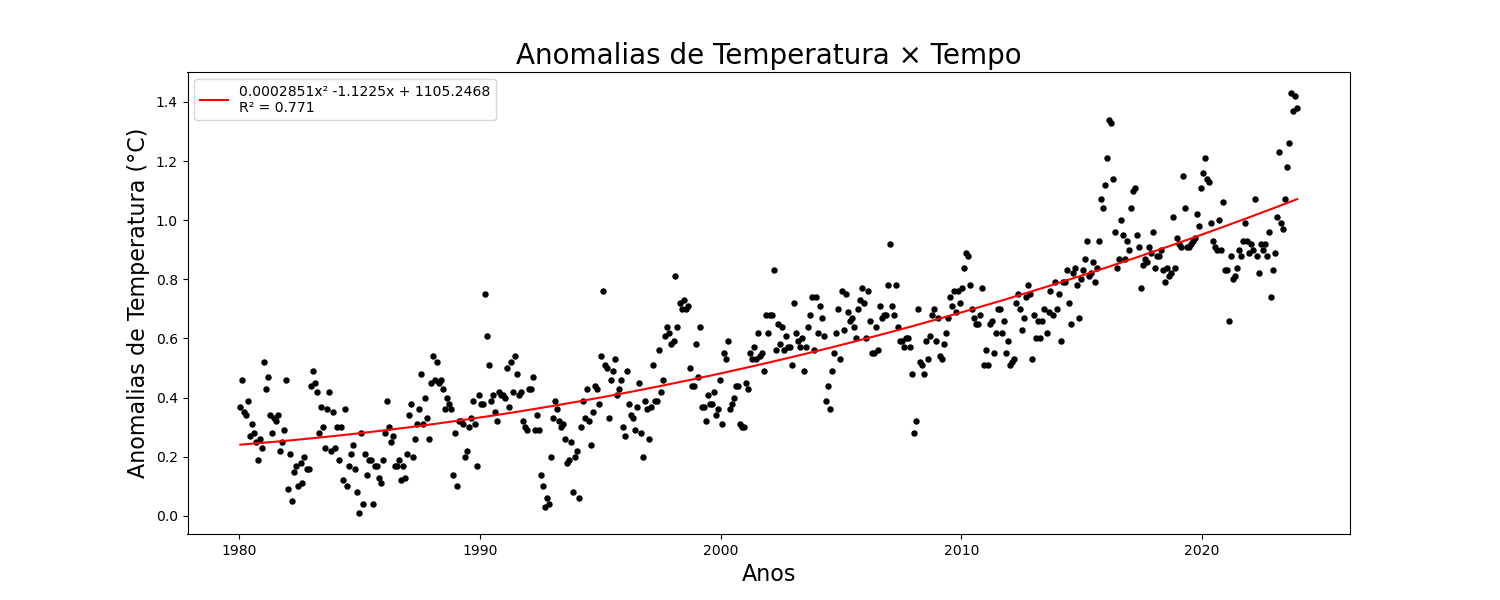 Anomalias de Temperatura × Tempo
0.0002851x² -1.1225x + 1105.2468
R² = 0.771
Anomalias de Temperatura (°C)
1.4
1.2
1.0
0.8
0.6
0.4
0.2
0.0
1980 1990 2000 2010 2020
Anos